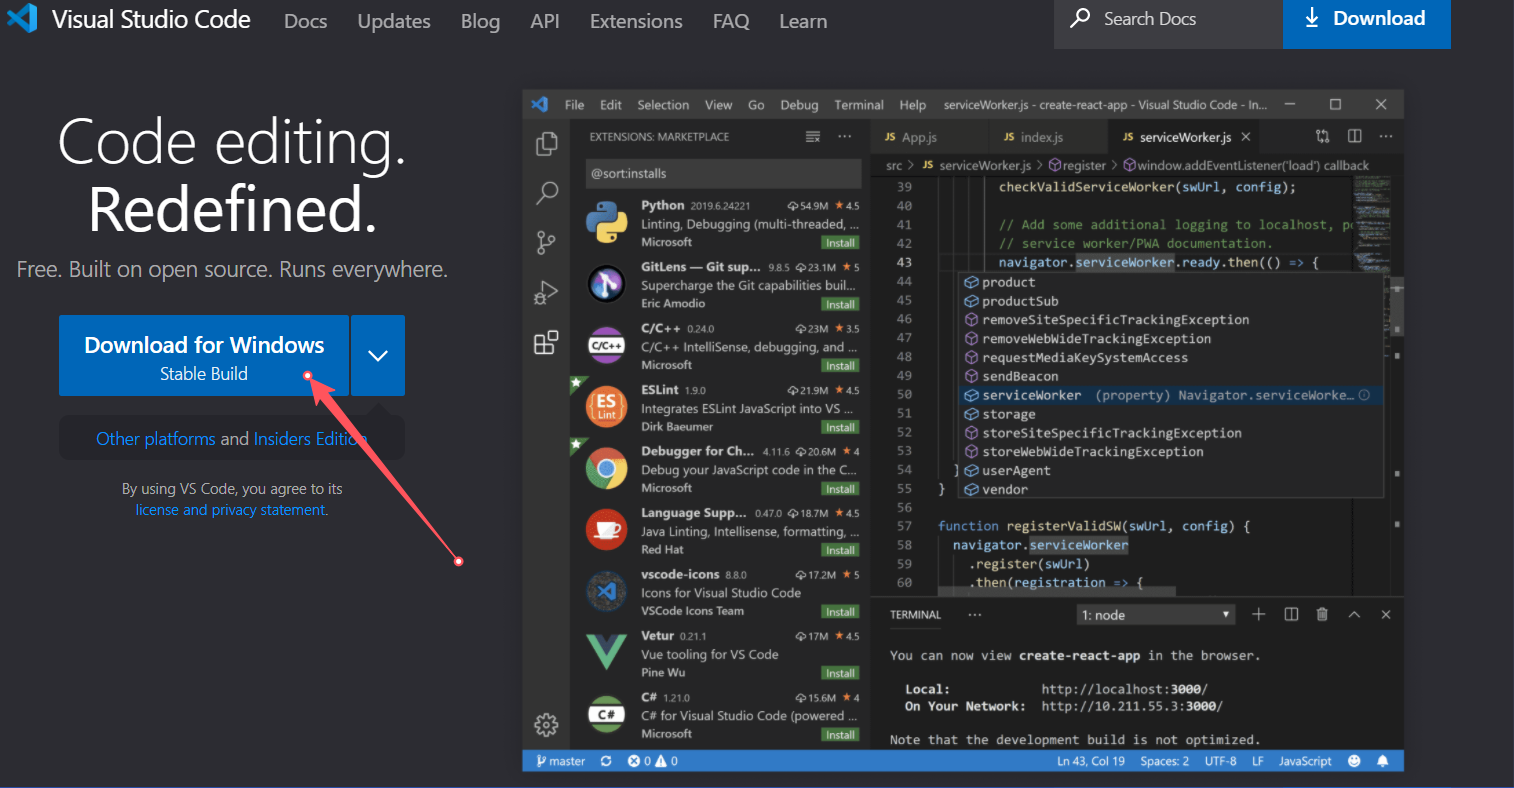 Visual Studio Code
Docs
Updates
Blog
API
Extensions
FAQ
Learn
Search Docs
Download
Code editing.
Redefined.
Free. Built on open source. Runs everywhere.
Download for Windows
Stable Build
Other platforms and Insiders Edition
By using VS Code, you agree to its
license and privacy statement.
File Edit Selection View Go Debug Terminal Help serviceWorker.js - create-react-app - Visual Studio Code - In...
EXTENSIONS: MARKETPLACE
@sort:installs
Python 2019.6.24221 54.9M ★ 4.5
Linting, Debugging (multi-threaded, ...
Microsoft Install
GitLens — Git sup... 9.8.5 23.1M ★ 5
Supercharge the Git capabilities buil...
Eric Amodio Install
C/C++
C/C++ 0.24.0 23M ★ 3.5
C/C++ IntelliSense, debugging, and ...
Microsoft Install
ES
Lint
ESLint 1.9.0 21.9M ★ 4.5
Integrates ESLint JavaScript into VS ...
Dirk Baeumer Install
Debugger for Ch... 4.11.6 20.6M ★ 4
Debug your JavaScript code in the C...
Microsoft Install
Language Supp... 0.47.0 18.7M ★ 4.5
Java Linting, Intellisense, formatting, ...
Red Hat Install
vscode-icons 8.8.0 17.2M ★ 5
Icons for Visual Studio Code
VSCode Icons Team Install
Vetur 0.21.1 17M ★ 4.5
Vue tooling for VS Code
Pine Wu Install
C#
C# 1.21.0 15.6M ★ 4
C# for Visual Studio Code (powered ...
Microsoft Install
JS App.js
JS index.js
JS serviceWorker.js
src > JS serviceWorker.js > register > window.addEventListener('load') callback
39 checkValidServiceWorker(swUrl, config);
40
41 // Add some additional logging to localhost, po
42 // service worker/PWA documentation.
43 navigator.serviceWorker.ready.then(() => {
44 product
45 productSub
46 removeSiteSpecificTrackingException
47 removeWebWideTrackingException
48 requestMediaKeySystemAccess
49 sendBeacon
50 serviceWorker (property) Navigator.serviceWorke...
51 storage
52 storeSiteSpecificTrackingException
53 storeWebWideTrackingException
54 } userAgent
55 } vendor
56
57 function registerValidSW(swUrl, config) {
58 navigator.serviceWorker
59 .register(swUrl)
60 .then(registration => {
TERMINAL ... 1: node
You can now view create-react-app in the browser.
Local: http://localhost:3000/
On Your Network: http://10.211.55.3:3000/
Note that the development build is not optimized.
master 0 0 Ln 43, Col 19 Spaces: 2 UTF-8 LF JavaScript